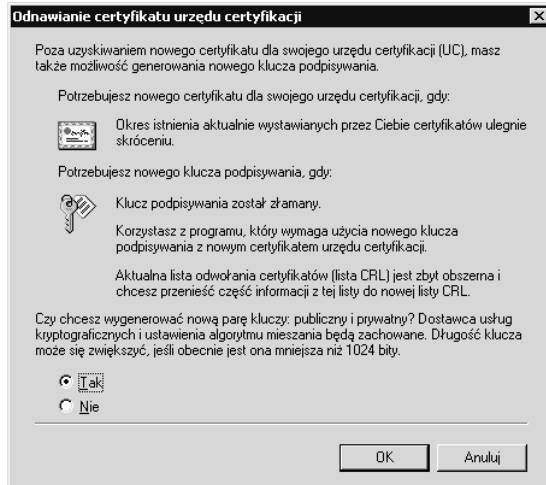 Odnawianie certyfikatu urzędu certyfikacji
Poza uzyskiwaniem nowego certyfikatu dla swojego urzędu certyfikacji (UC), masz
także możliwość generowania nowego klucza podpisywania.
Potrzebujesz nowego certyfikatu dla swojego urzędu certyfikacji, gdy:
Okres istnienia aktualnie wystawianych przez Ciebie certyfikatów ulegnie
skróceniu.
Potrzebujesz nowego klucza podpisywania, gdy:
Klucz podpisywania został złamany.
Korzystasz z programu, który wymaga użycia nowego klucza
podpisywania z nowym certyfikatem urzędu certyfikacji.
Aktualna lista odwołania certyfikatów (lista CRL) jest zbyt obszerna i
chcesz przenieść część informacji z tej listy do nowej listy CRL.
Czy chcesz wygenerować nową parę kluczy: publiczny i prywatny? Dostawca usług
kryptograficznych i ustawienia algorytmu mieszania będą zachowane. Długość klucza
może się zwiększyć, jeśli obecnie jest ona mniejsza niż 1024 bity.
Tak
Nie
OK
Anuluj